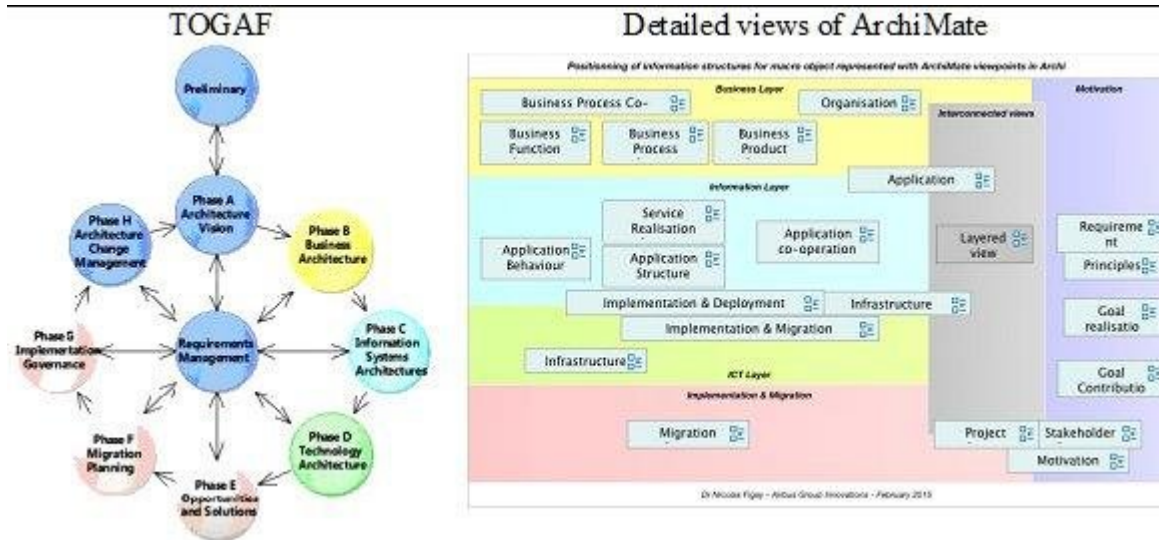 TOGAF
Preliminary
Phase A
Architecture
Vision
Phase H
Architecture
Change
Management
Phase B
Business
Architecture
Requirements
Management
Phase C
Information
Systems
Architectures
Phase G
Implementation
Governance
Phase F
Migration
Planning
Phase D
Technology
Architecture
Phase E
Opportunities
and Solutions
Detailed views of ArchiMate
Positionning of information structures for macro object represented with ArchiMate viewpoints in Archi
Business Layer
Motivation
Business Process Co-
Organisation
Interconnected views
Business
Function
Business
Process
Business
Product
Application
Information Layer
Service
Realisation
Application
Behaviour
Application
Structure
Application
co-operation
Layered
view
Requireme
nt
Principles
Implementation & Deployment
Infrastructure
Implementation & Migration
Goal
realisatio
Infrastructure
ICT Layer
Goal
Contributio
Implementation & Migration
Migration
Project
Stakeholder
Motivation
Dr Nicolas Figay - Airbus Group Innovations - February 2015